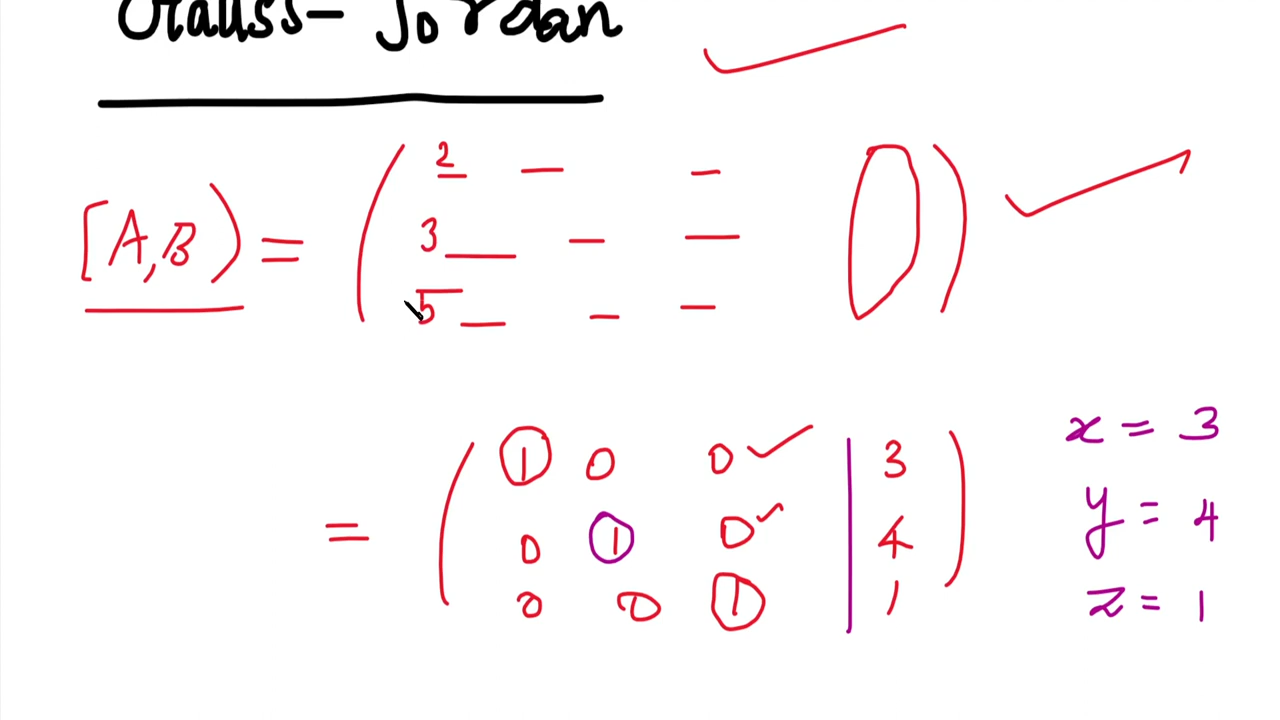 Gauss- Jordan
[A,B) = ( 2 — — )
3 — —
5 — —
= ( 1 0 0 | 3 ) x = 3
0 1 0 | 4 y = 4
0 0 1 | 1 z = 1